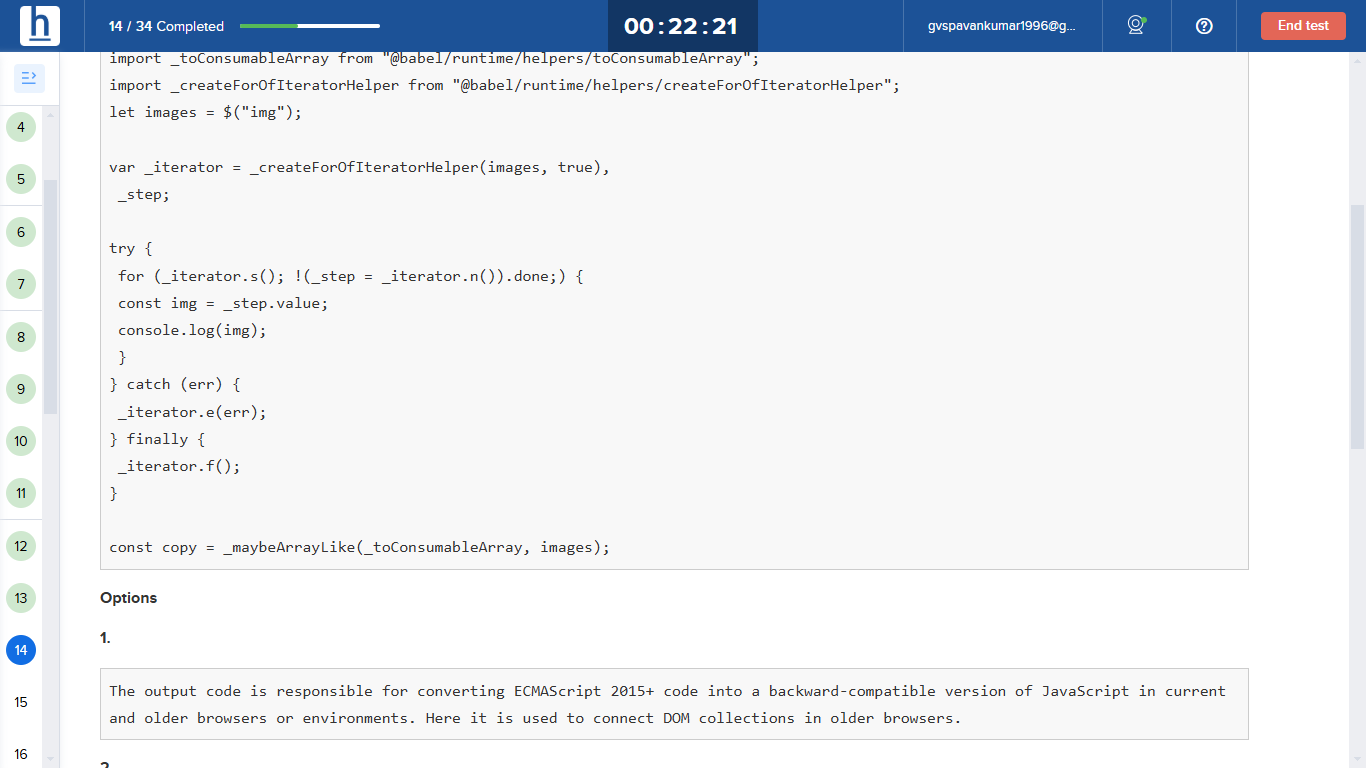 h
14 / 34 Completed
00:22:21
gvspavankumar1996@g...
End test
import _toConsumableArray from "@babel/runtime/helpers/toConsumableArray";
import _createForOfIteratorHelper from "@babel/runtime/helpers/createForOfIteratorHelper";
let images = $("img");
var _iterator = _createForOfIteratorHelper(images, true),
_step;
try {
for (_iterator.s(); !(_step = _iterator.n()).done;) {
const img = _step.value;
console.log(img);
}
} catch (err) {
_iterator.e(err);
} finally {
_iterator.f();
}
const copy = _maybeArrayLike(_toConsumableArray, images);
Options
1.
The output code is responsible for converting ECMAScript 2015+ code into a backward-compatible version of JavaScript in current
and older browsers or environments. Here it is used to connect DOM collections in older browsers.
2.
4
5
6
7
8
9
10
11
12
13
14
15
16